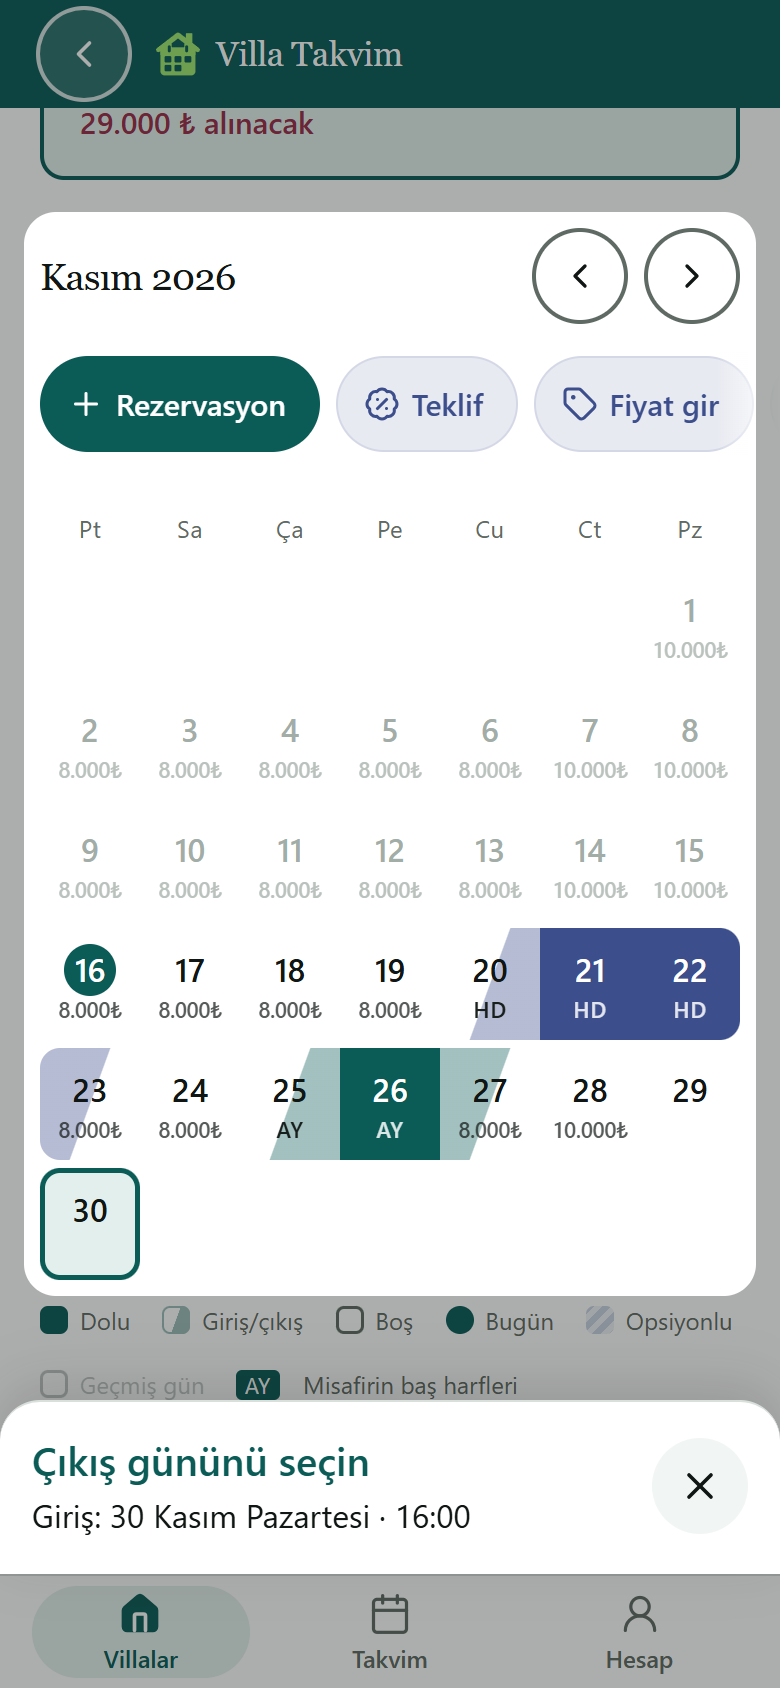 Villa Takvim
29.000 ₺ alınacak
Kasım 2026
Rezervasyon
Teklif
Fiyat gir
Pt Sa Ça Pe Cu Ct Pz
1
10.000₺
2 3 4 5 6 7 8
8.000₺ 8.000₺ 8.000₺ 8.000₺ 8.000₺ 10.000₺ 10.000₺
9 10 11 12 13 14 15
8.000₺ 8.000₺ 8.000₺ 8.000₺ 8.000₺ 10.000₺ 10.000₺
16 17 18 19 20 21 22
8.000₺ 8.000₺ 8.000₺ 8.000₺ HD HD HD
23 24 25 26 27 28 29
8.000₺ 8.000₺ AY AY 8.000₺ 10.000₺
30
Dolu Giriş/çıkış Boş Bugün Opsiyonlu
Geçmiş gün AY Misafirin baş harfleri
Çıkış gününü seçin
Giriş: 30 Kasım Pazartesi · 16:00
Villalar Takvim Hesap